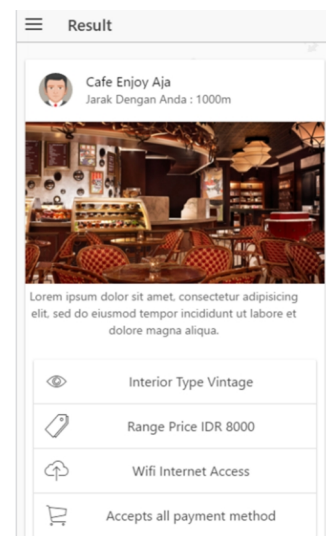 Result
Cafe Enjoy Aja
Jarak Dengan Anda : 1000m
Lorem ipsum dolor sit amet, consectetur adipisicing
elit, sed do eiusmod tempor incididunt ut labore et
dolore magna aliqua.
Interior Type Vintage
Range Price IDR 8000
Wifi Internet Access
Accepts all payment method